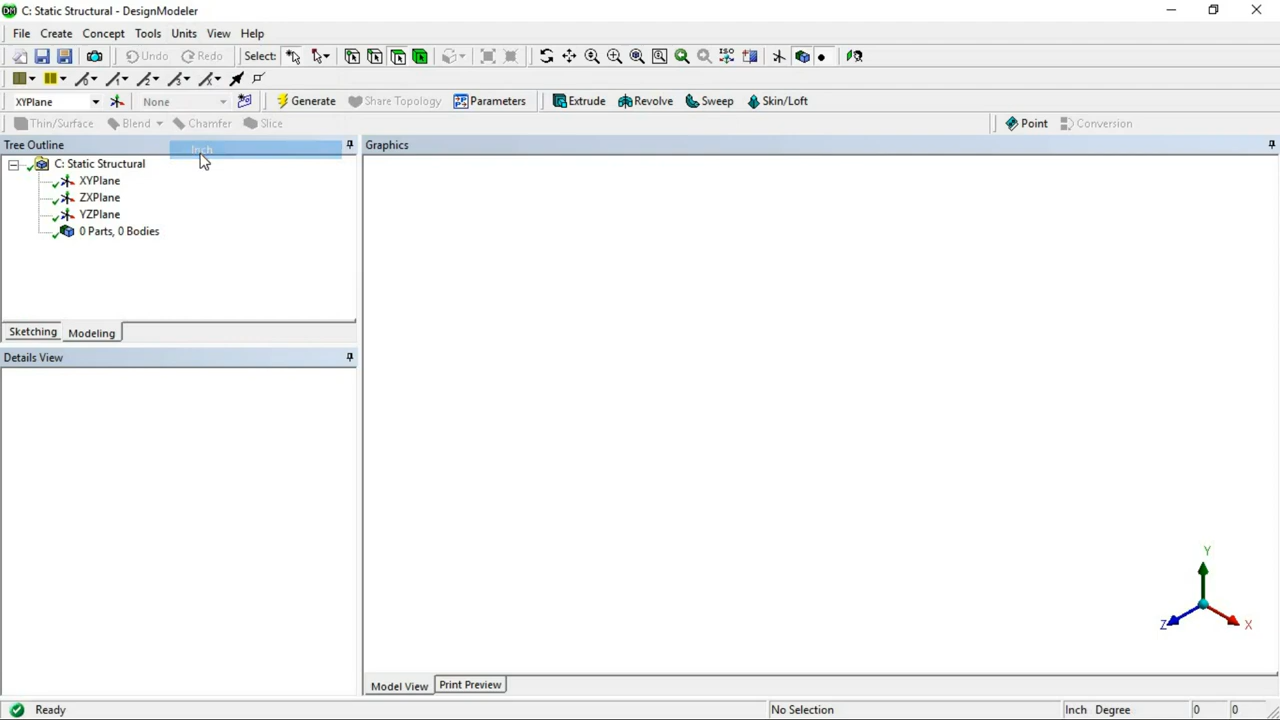 C: Static Structural - DesignModeler
File Create Concept Tools Units View Help
Undo Redo Select: ISO
XYPlane None Generate Share Topology Parameters Extrude Revolve Sweep Skin/Loft
Thin/Surface Blend Chamfer Slice Point Conversion
Tree Outline
Inch
C: Static Structural
XYPlane
ZXPlane
YZPlane
0 Parts, 0 Bodies
Sketching Modeling
Details View
Graphics
Y
Z
X
Model View Print Preview
Ready No Selection Inch Degree 0 0